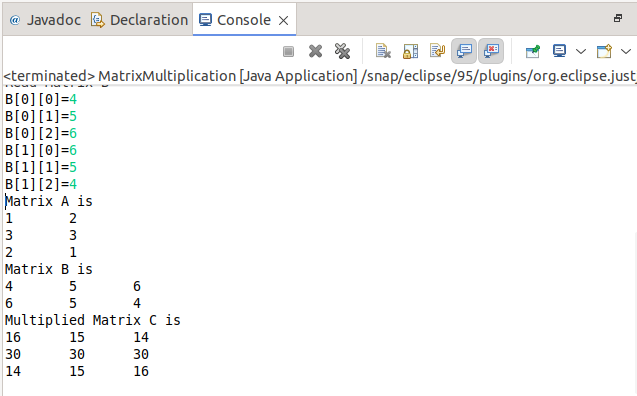 @ Javadoc Declaration Console
<terminated> MatrixMultiplication [Java Application] /snap/eclipse/95/plugins/org.eclipse.just
Read Matrix B
B[0][0]=4
B[0][1]=5
B[0][2]=6
B[1][0]=6
B[1][1]=5
B[1][2]=4
Matrix A is
1 2
3 3
2 1
Matrix B is
4 5 6
6 5 4
Multiplied Matrix C is
16 15 14
30 30 30
14 15 16